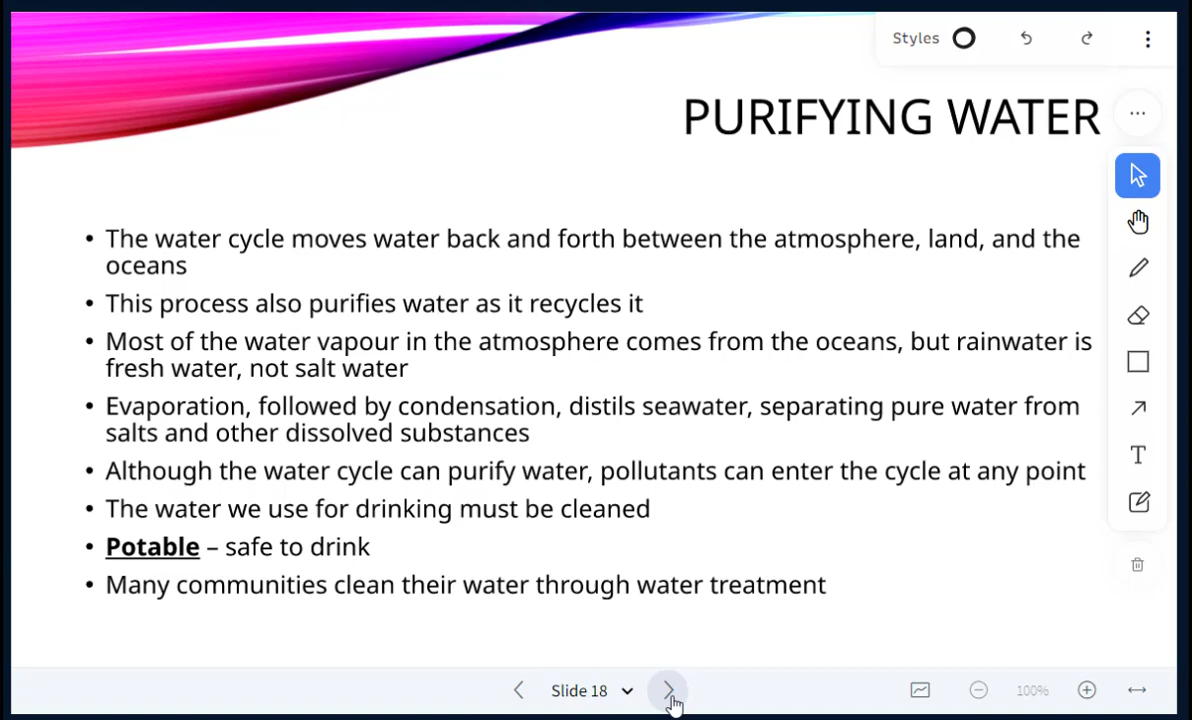 Styles
PURIFYING WATER
• The water cycle moves water back and forth between the atmosphere, land, and the
oceans
• This process also purifies water as it recycles it
• Most of the water vapour in the atmosphere comes from the oceans, but rainwater is
fresh water, not salt water
• Evaporation, followed by condensation, distils seawater, separating pure water from
salts and other dissolved substances
• Although the water cycle can purify water, pollutants can enter the cycle at any point
• The water we use for drinking must be cleaned
• Potable – safe to drink
• Many communities clean their water through water treatment
Slide 18
100%